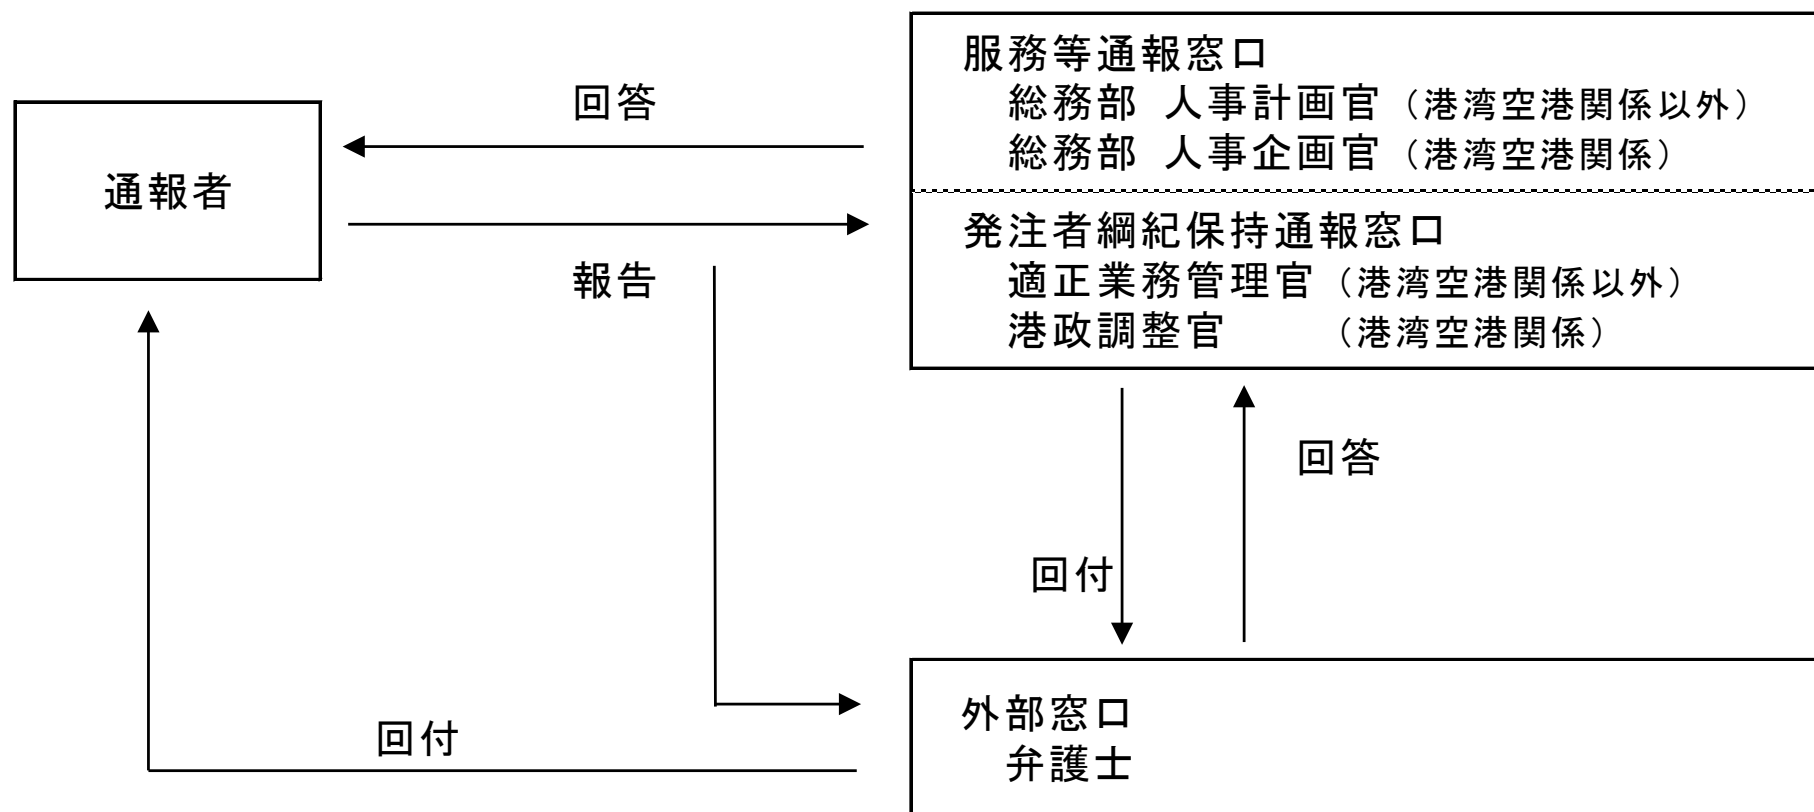 服務等通報窓口
総務部 人事計画官（港湾空港関係以外）
総務部 人事企画官（港湾空港関係）
回答
通報者
発注者綱紀保持通報窓口
適正業務管理官（港湾空港関係以外）
港政調整官 （港湾空港関係）
報告
回答
回付
外部窓口
弁護士
回付